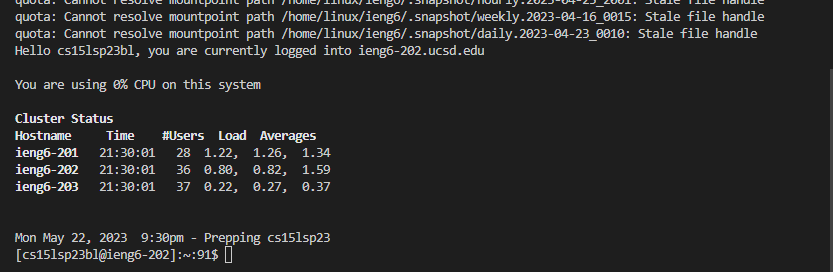 quota: Cannot resolve mountpoint path /home/linux/ieng6/.snapshot/hourly.2023-04-25_2001: Stale file handle
quota: Cannot resolve mountpoint path /home/linux/ieng6/.snapshot/weekly.2023-04-16_0015: Stale file handle
quota: Cannot resolve mountpoint path /home/linux/ieng6/.snapshot/daily.2023-04-23_0010: Stale file handle
Hello cs15lsp23bl, you are currently logged into ieng6-202.ucsd.edu
You are using 0% CPU on this system
Cluster Status
Hostname Time #Users Load Averages
ieng6-201 21:30:01 28 1.22, 1.26, 1.34
ieng6-202 21:30:01 36 0.80, 0.82, 1.59
ieng6-203 21:30:01 37 0.22, 0.27, 0.37
Mon May 22, 2023 9:30pm - Prepping cs15lsp23
[cs15lsp23bl@ieng6-202]:~:91$